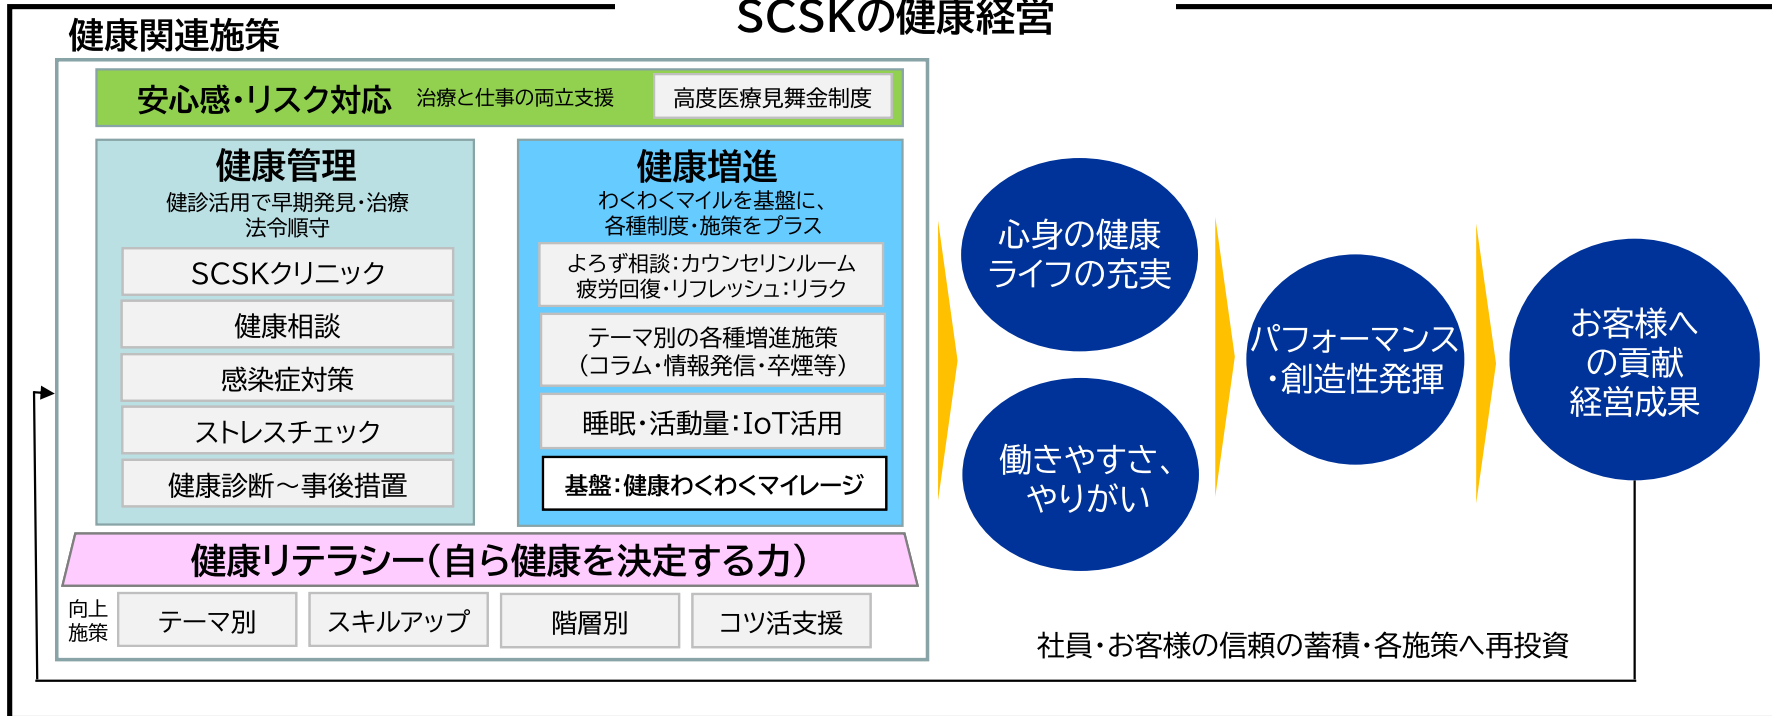 SCSKの健康経営
健康関連施策
安心感・リスク対応 治療と仕事の両立支援 高度医療見舞金制度
健康管理
健診活用で早期発見・治療
法令順守
SCSKクリニック
健康相談
感染症対策
ストレスチェック
健康診断～事後措置
健康増進
わくわくマイルを基盤に、
各種制度・施策をプラス
よろず相談：カウンセリンルーム
疲労回復・リフレッシュ：リラク
テーマ別の各種増進施策
（コラム・情報発信・卒煙等）
睡眠・活動量：IoT活用
基盤：健康わくわくマイレージ
健康リテラシー（自ら健康を決定する力）
向上
施策
テーマ別
スキルアップ
階層別
コツ活支援
心身の健康
ライフの充実
働きやすさ、
やりがい
パフォーマンス
・創造性発揮
お客様へ
の貢献
経営成果
社員・お客様の信頼の蓄積・各施策へ再投資